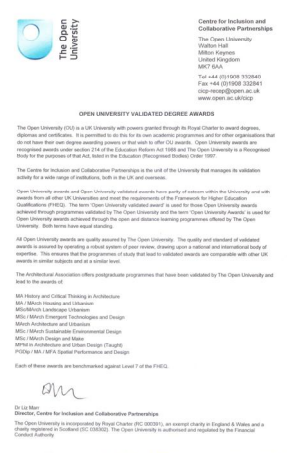 The Open
University
Centre for Inclusion and
Collaborative Partnerships
The Open University
Walton Hall
Milton Keynes
United Kingdom
MK7 6AA
Tel +44 (0)1908 332840
Fax +44 (0)1908 332841
cicp-recep@open.ac.uk
www.open.ac.uk/cicp
OPEN UNIVERSITY VALIDATED DEGREE AWARDS
The Open University (OU) is a UK University with powers granted through its Royal Charter to award degrees,
diplomas and certificates. It is permitted to do this for its own academic programmes and for other organisations that
do not have their own degree awarding powers or that wish to offer OU awards. Open University awards are
recognised awards under section 214 of the Education Reform Act 1988 and The Open University is a Recognised
Body for the purposes of that Act, listed in the Education (Recognised Bodies) Order 1997.
The Centre for Inclusion and Collaborative Partnerships is the unit of the University that manages its validation
activity for a wide range of institutions, both in the UK and overseas.
Open University awards and Open University validated awards have parity of esteem within the University and with
awards from all other UK Universities and meet the requirements of the Framework for Higher Education
Qualifications (FHEQ). The term 'Open University validated award' is used for those Open University awards
achieved through programmes validated by The Open University and the term 'Open University Awards' is used for
Open University awards achieved through the open and distance learning programmes offered by The Open
University. Both terms have equal standing.
All Open University awards are quality assured by The Open University. The quality and standard of validated
awards is assured by operating a robust system of peer review, drawing upon a national and international body of
expertise. This ensures that the programmes of study that lead to validated awards are comparable with other UK
awards in similar subjects and at a similar level.
The Architectural Association offers postgraduate programmes that have been validated by The Open University and
lead to the awards of:
MA History and Critical Thinking in Architecture
MA / MArch Housing and Urbanism
MSc/MArch Landscape Urbanism
MSc / MArch Emergent Technologies and Design
MArch Architecture and Urbanism
MSc / MArch Sustainable Environmental Design
MSc / MArch Design and Make
MPhil in Architecture and Urban Design (Taught)
PGDip / MA / MFA Spatial Performance and Design
Each of these awards are benchmarked against Level 7 of the FHEQ.
Dr Liz Marr
Director, Centre for Inclusion and Collaborative Partnerships
The Open University is incorporated by Royal Charter (RC 000391), an exempt charity in England & Wales and a
charity registered in Scotland (SC 038302). The Open University is authorised and regulated by the Financial
Conduct Authority.